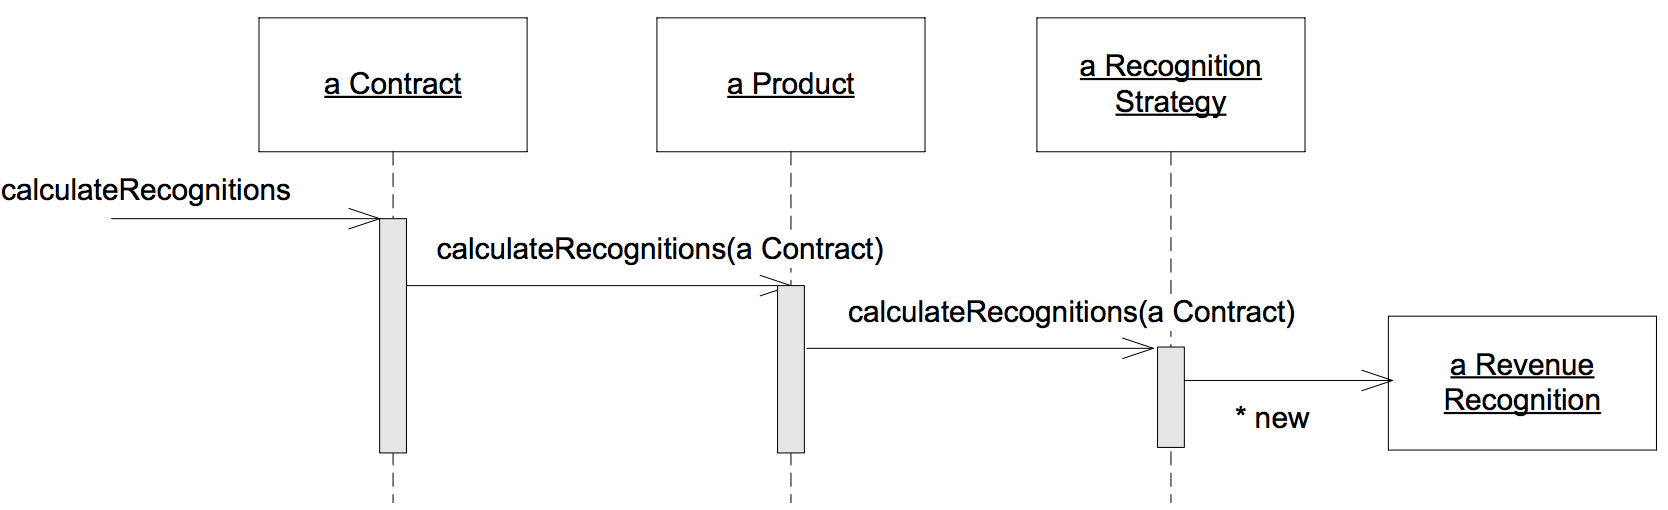 a Contract
a Product
a Recognition
Strategy
calculateRecognitions
calculateRecognitions(a Contract)
calculateRecognitions(a Contract)
a Revenue
Recognition
* new